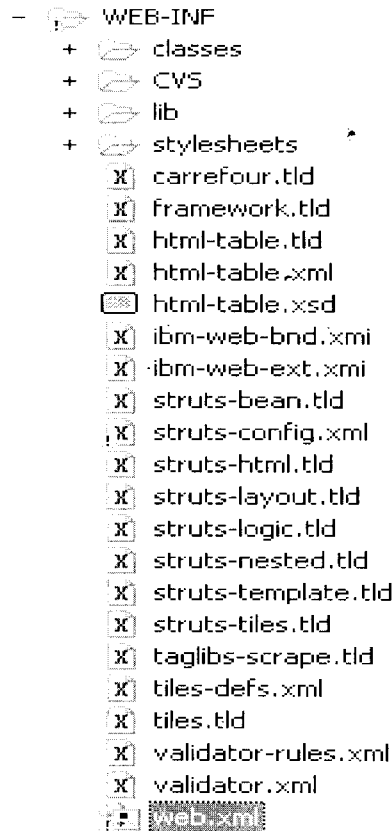 WEB-INF
classes
CVS
lib
stylesheets
carrefour.tld
framework.tld
html-table.tld
html-table.xml
html-table.xsd
ibm-web-bnd.xmi
ibm-web-ext.xmi
struts-bean.tld
struts-config.xml
struts-html.tld
struts-layout.tld
struts-logic.tld
struts-nested.tld
struts-template.tld
struts-tiles.tld
taglibs-scrape.tld
tiles-defs.xml
tiles.tld
validator-rules.xml
validator.xml
web.xml